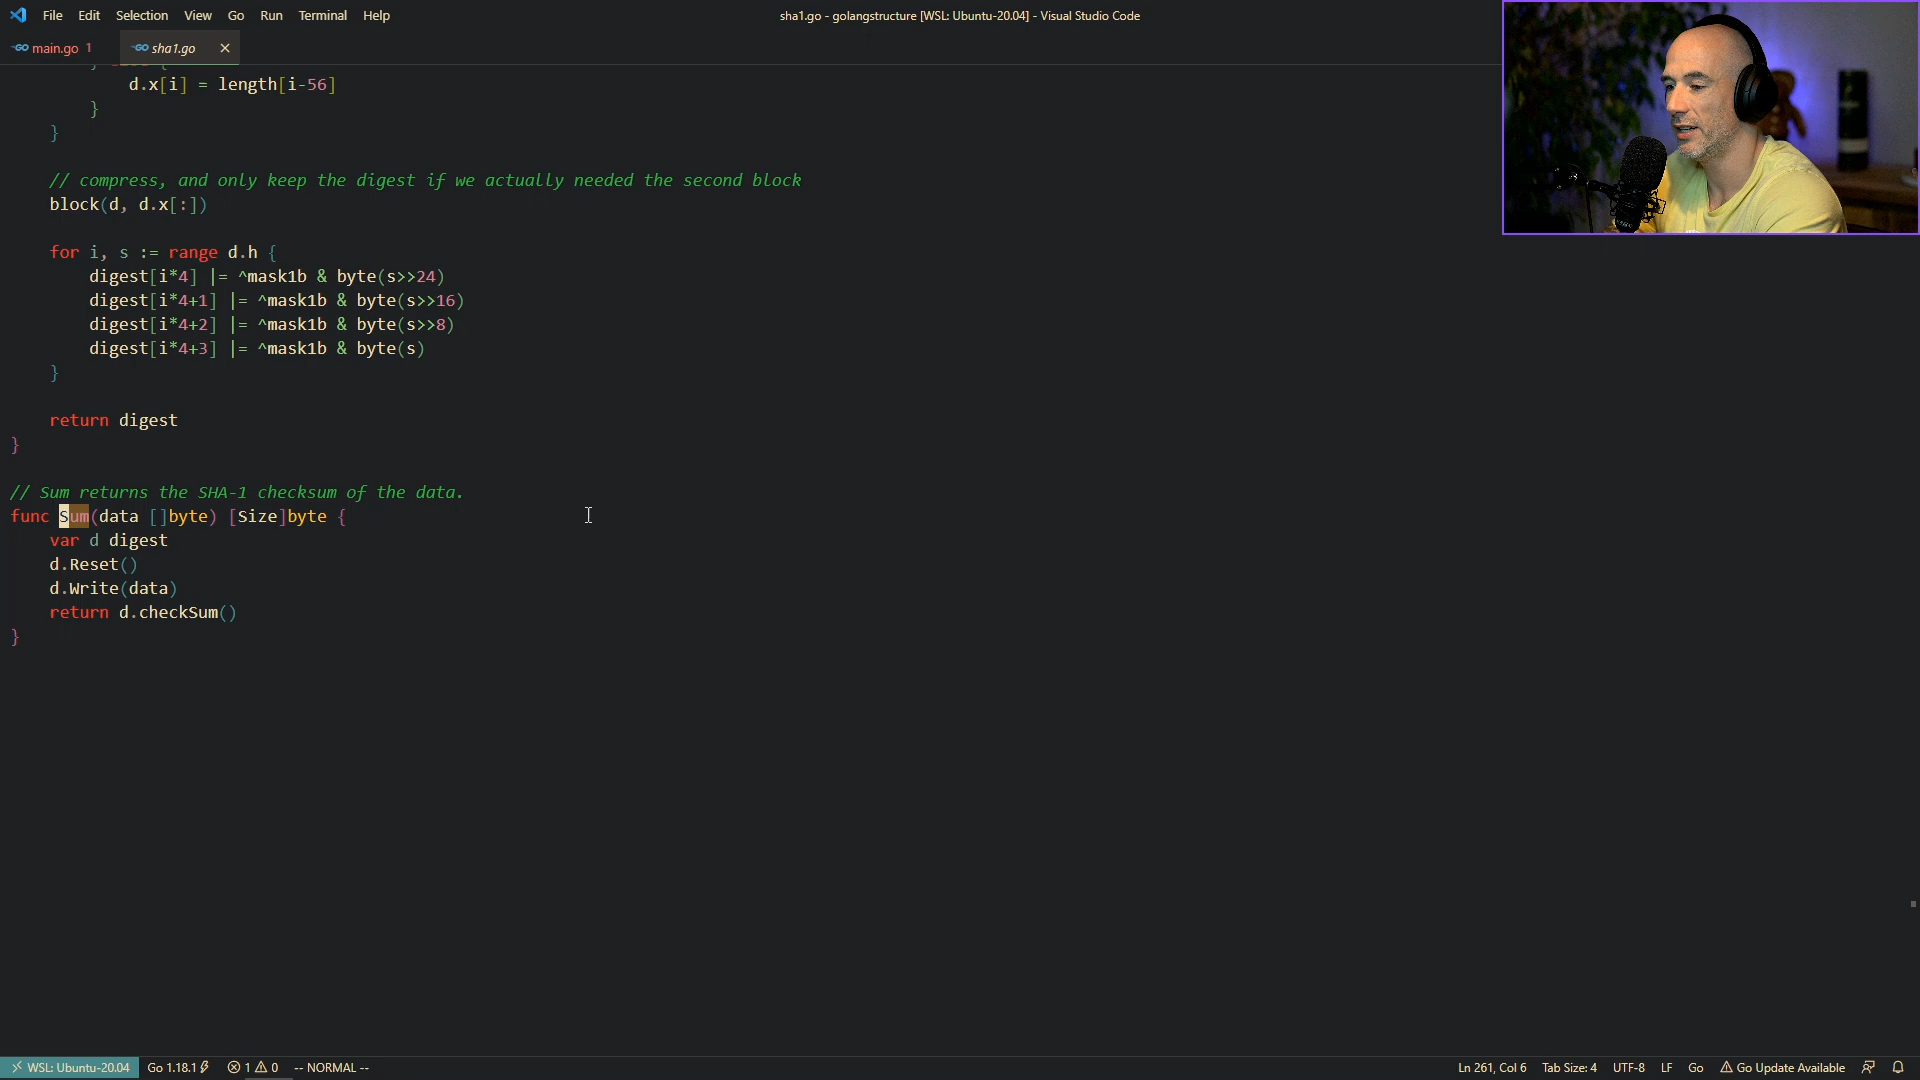 File Edit Selection View Go Run Terminal Help
sha1.go - golangstructure [WSL: Ubuntu-20.04] - Visual Studio Code
main.go 1
sha1.go
d.x[i] = length[i-56]
}
}
// compress, and only keep the digest if we actually needed the second block
block(d, d.x[:])
for i, s := range d.h {
digest[i*4] |= ^mask1b & byte(s>>24)
digest[i*4+1] |= ^mask1b & byte(s>>16)
digest[i*4+2] |= ^mask1b & byte(s>>8)
digest[i*4+3] |= ^mask1b & byte(s)
}
return digest
}
// Sum returns the SHA-1 checksum of the data.
func Sum(data []byte) [Size]byte {
var d digest
d.Reset()
d.Write(data)
return d.checkSum()
}
WSL: Ubuntu-20.04 Go 1.18.1 1 0 -- NORMAL -- Ln 261, Col 6 Tab Size: 4 UTF-8 LF Go Go Update Available